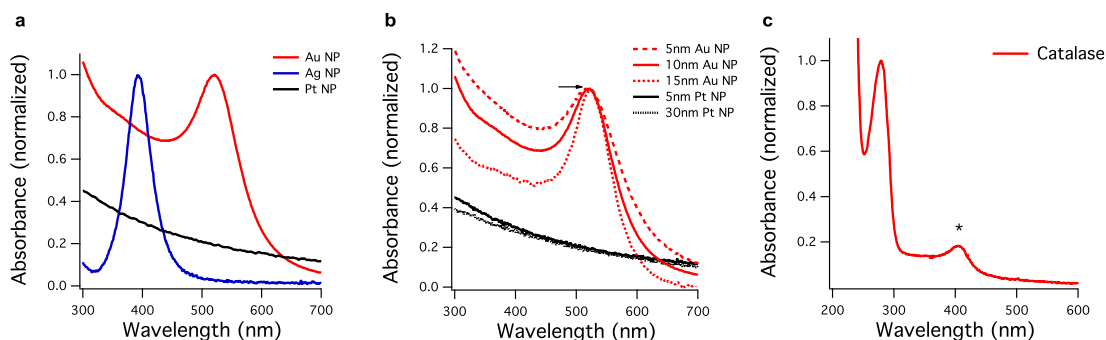 a
Absorbance (normalized)
1.0
0.8
0.6
0.4
0.2
0.0
300
400
500
600
700
Wavelength (nm)
Au NP
Ag NP
Pt NP
b
Absorbance (normalized)
1.2
1.0
0.8
0.6
0.4
0.2
0.0
300
400
500
600
700
Wavelength (nm)
5nm Au NP
10nm Au NP
15nm Au NP
5nm Pt NP
30nm Pt NP
c
Absorbance (normalized)
1.0
0.8
0.6
0.4
0.2
200
300
400
500
600
Wavelength (nm)
Catalase
*